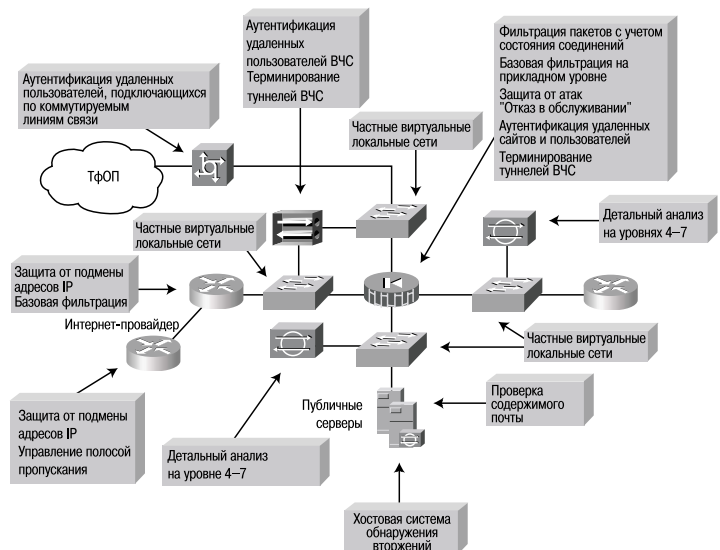 Аутентификация
удаленных
пользователей ВЧС
Терминирование
туннелей ВЧС
Фильтрация пакетов с учетом
состояния соединений
Базовая фильтрация на
прикладном уровне
Защита от атак
"Отказ в обслуживании"
Аутентификация удаленных
сайтов и пользователей
Терминирование
туннелей ВЧС
Аутентификация удаленных
пользователей, подключающихся
по коммутируемым
линиям связи
Частные виртуальные
локальные сети
ТфОП
Частные виртуальные
локальные сети
Детальный анализ
на уровнях 4–7
Защита от подмены
адресов IP
Базовая фильтрация
Интернет-провайдер
Частные виртуальные
локальные сети
Защита от подмены
адресов IP
Управление полосой
пропускания
Детальный анализ
на уровне 4–7
Публичные
серверы
Проверка
содержимого
почты
Хостовая система
обнаружения
вторжений